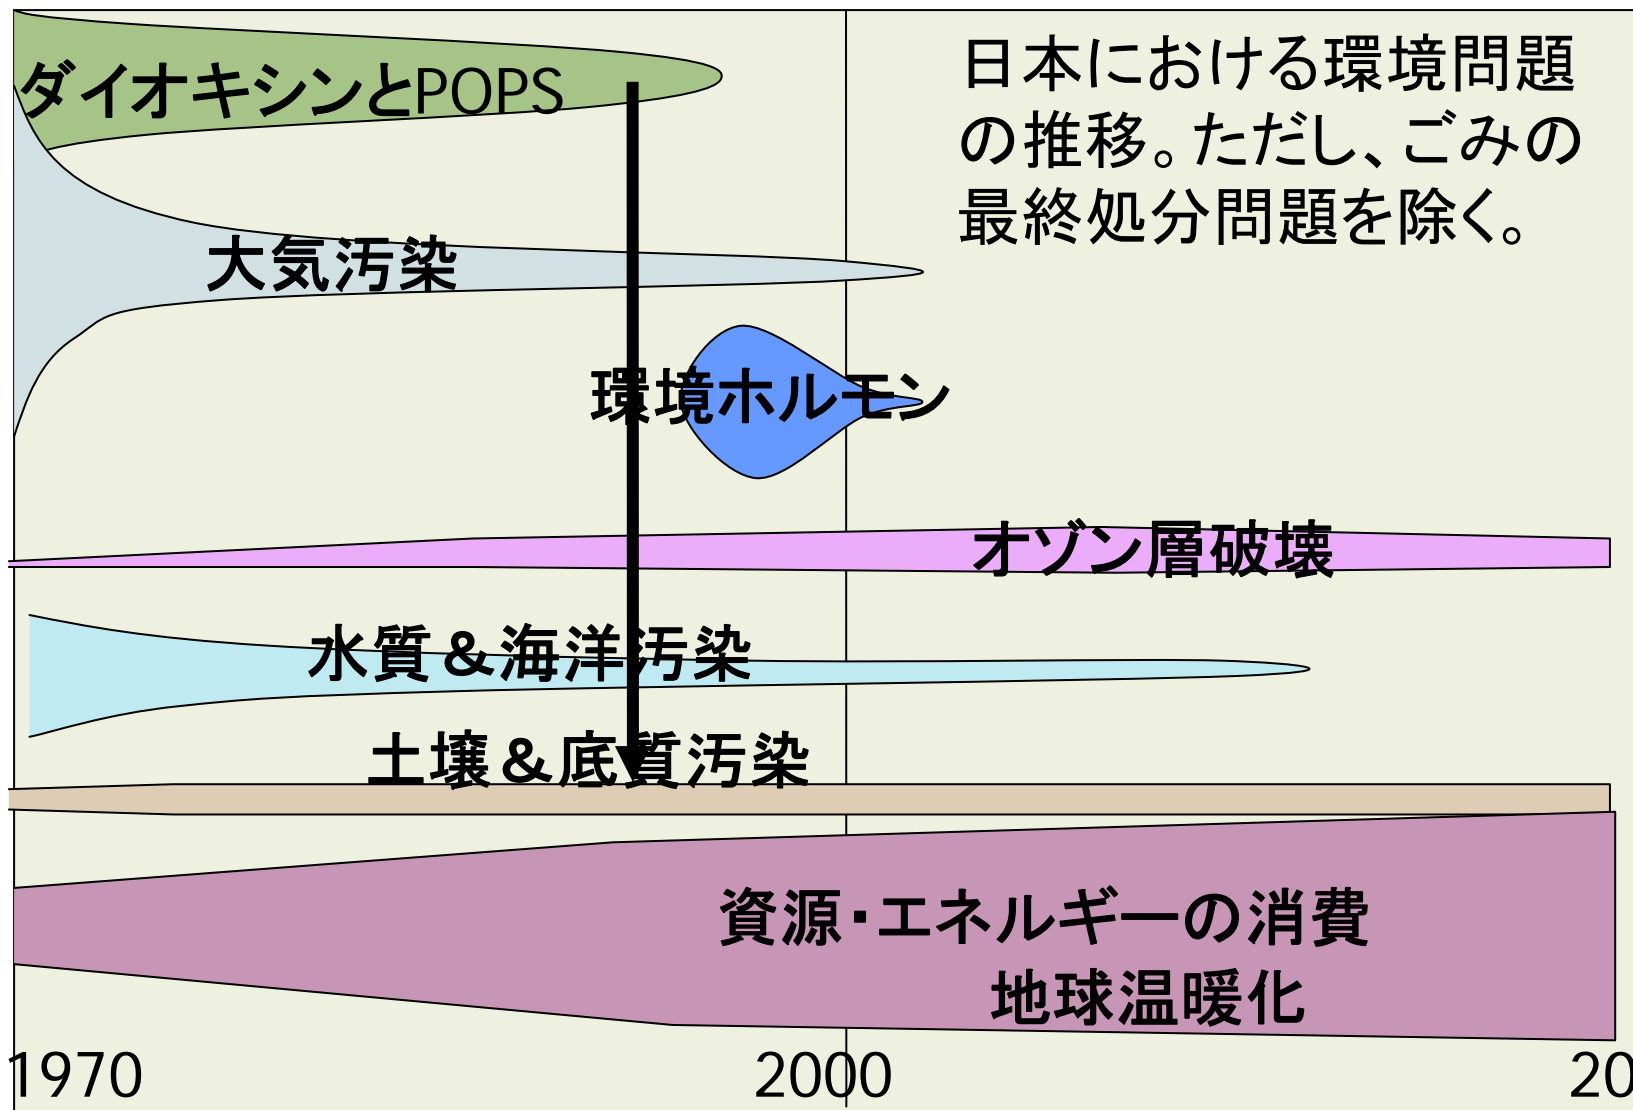 日本における環境問題
の推移。ただし、ごみの
最終処分問題を除く。
ダイオキシンとPOPS
大気汚染
環境ホルモン
オゾン層破壊
水質＆海洋汚染
土壌＆底質汚染
資源・エネルギーの消費
地球温暖化
1970
2000
20